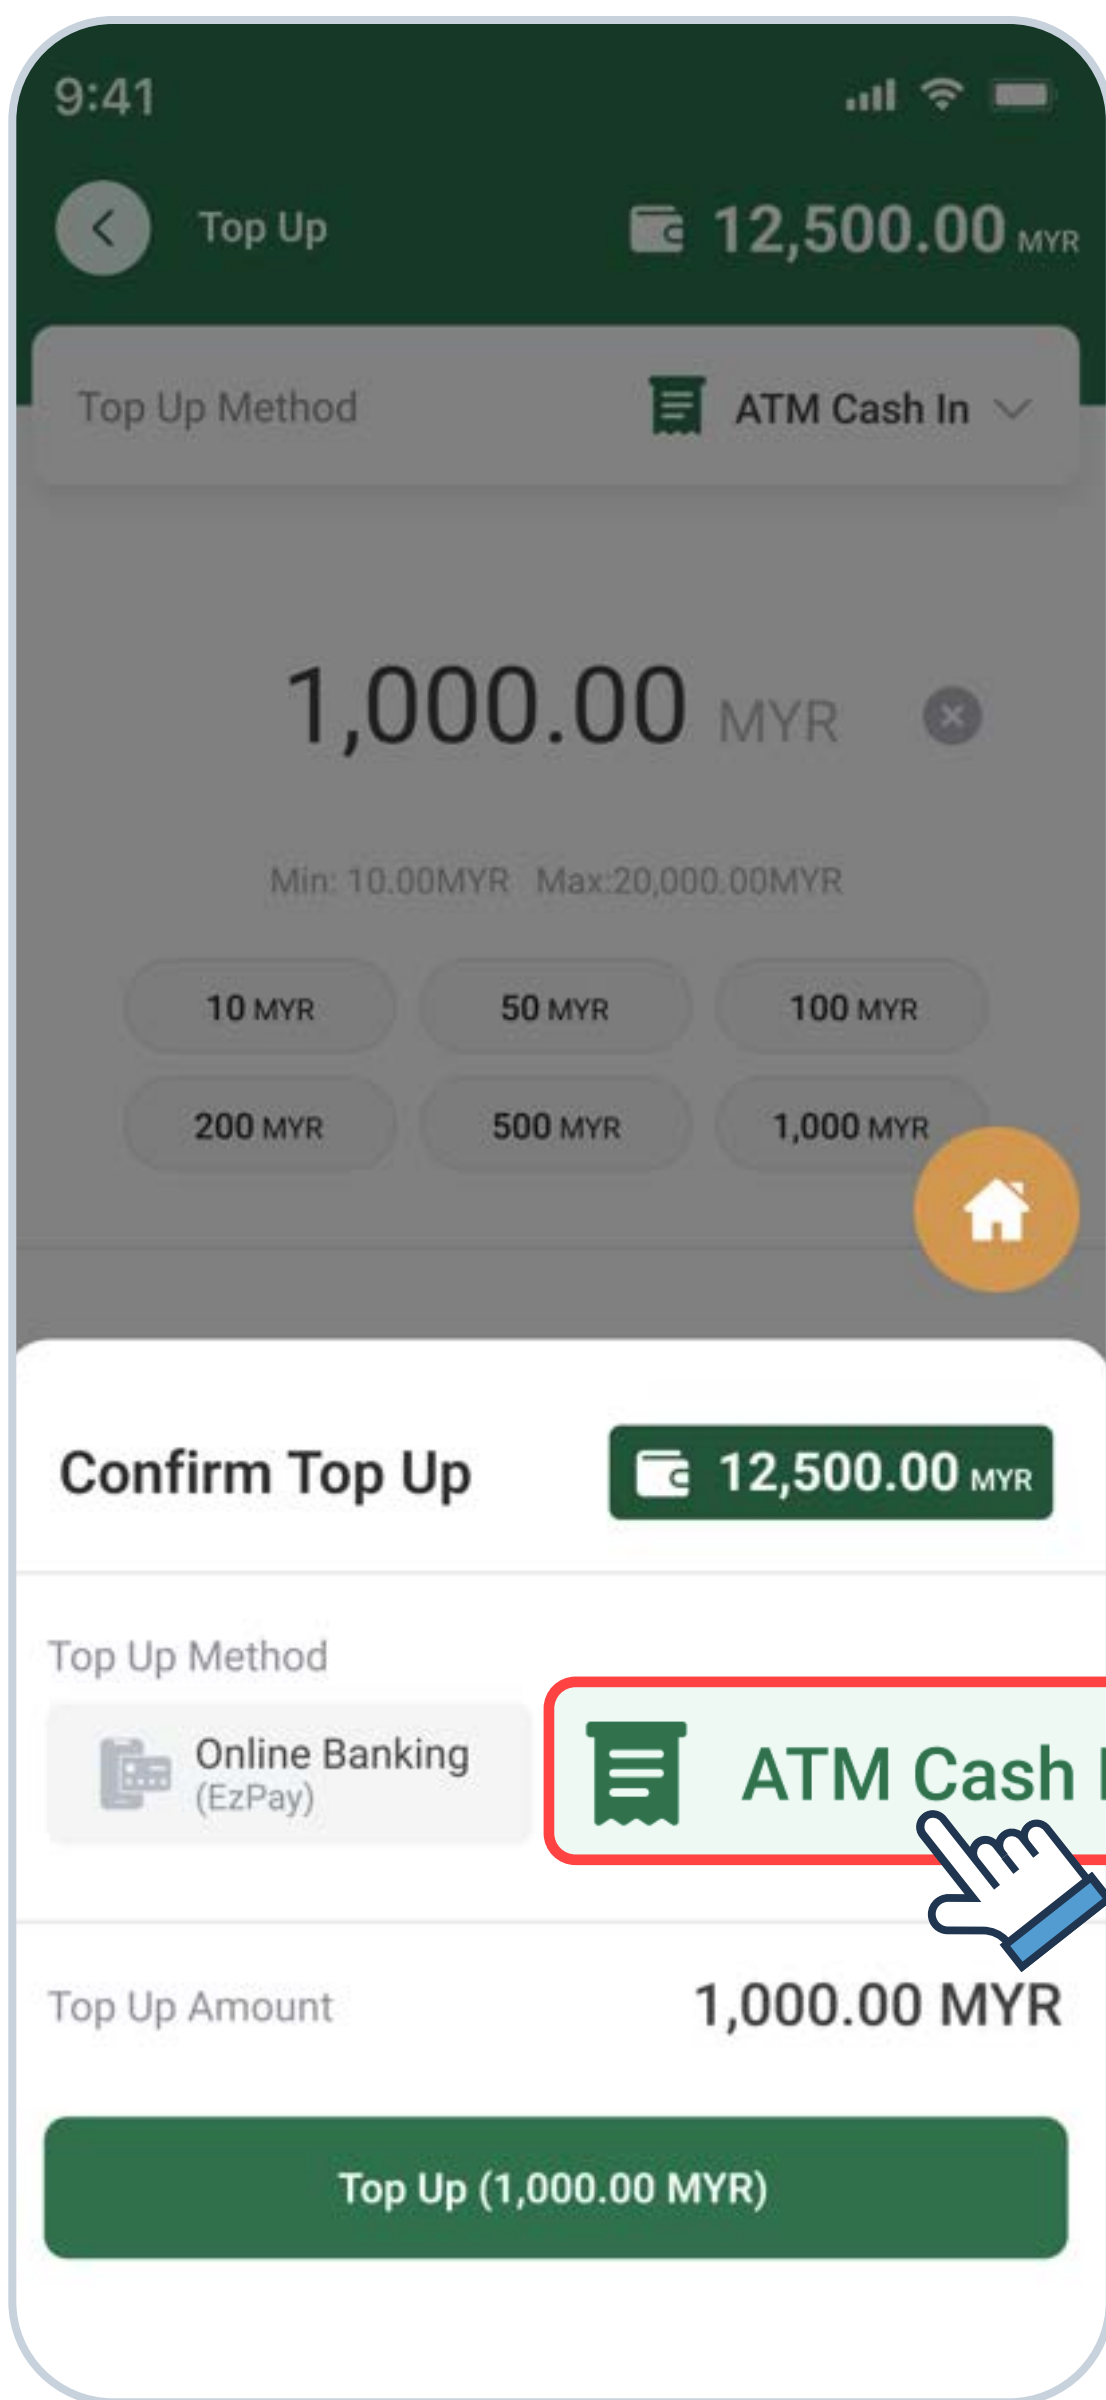 9:41
Top Up 12,500.00 MYR
Top Up Method ATM Cash In
1,000.00 MYR
Min: 10.00MYR Max:20,000.00MYR
10 MYR 50 MYR 100 MYR
200 MYR 500 MYR 1,000 MYR
Confirm Top Up 12,500.00 MYR
Top Up Method
Online Banking
(EzPay)
ATM Cash
Top Up Amount 1,000.00 MYR
Top Up (1,000.00 MYR)